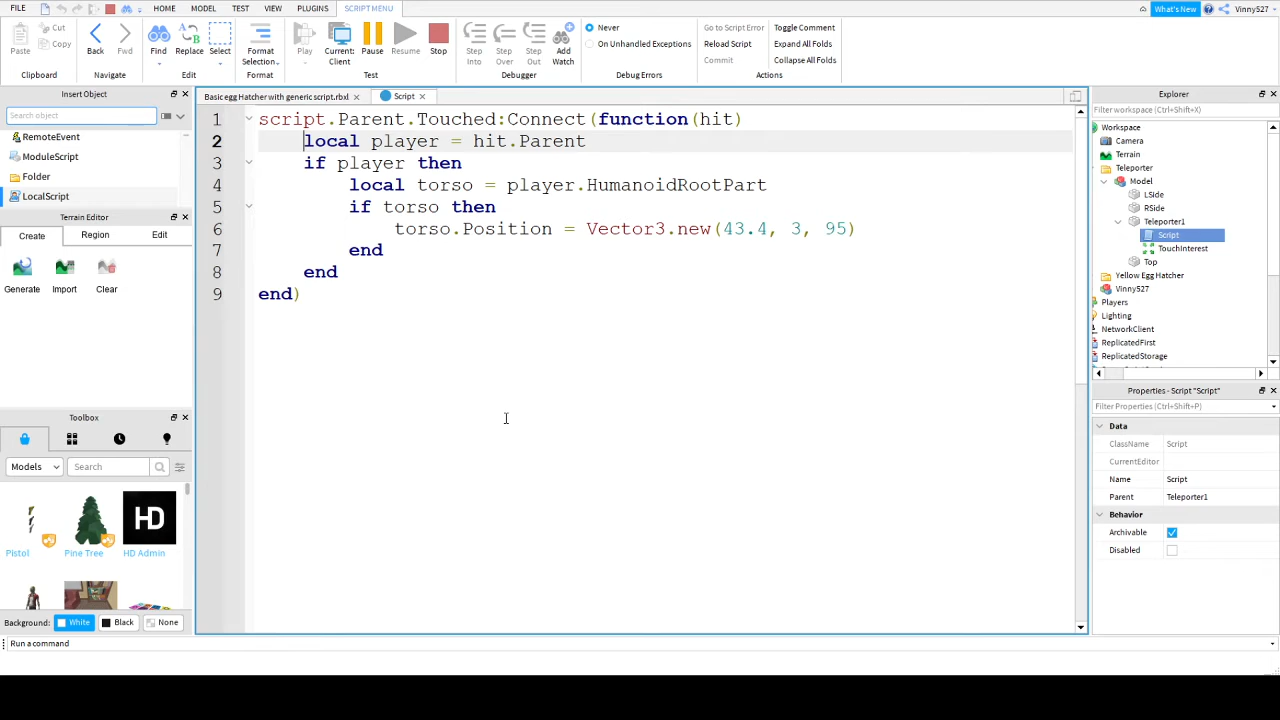 FILE HOME MODEL TEST VIEW PLUGINS SCRIPT MENU What's New Vinny527
Paste Cut Copy Back Fwd Find Replace Select Format Selection Play Current: Client Pause Resume Stop Step Into Step Over Step Out Add Watch Never On Unhandled Exceptions Go to Script Error Reload Script Commit Toggle Comment Expand All Folds Collapse All Folds
Clipboard Navigate Edit Format Test Debugger Debug Errors Actions
Insert Object
Search object
RemoteEvent
ModuleScript
Folder
LocalScript
Terrain Editor
Create Region Edit
Generate Import Clear
Toolbox
Models Search
HD
Pistol Pine Tree HD Admin
Background: White Black None
Basic egg Hatcher with generic script.rbxl Script
1 script.Parent.Touched:Connect(function(hit)
2 local player = hit.Parent
3 if player then
4 local torso = player.HumanoidRootPart
5 if torso then
6 torso.Position = Vector3.new(43.4, 3, 95)
7 end
8 end
9 end)
Explorer
Filter workspace (Ctrl+Shift+X)
Workspace
Camera
Terrain
Teleporter
Model
LSide
RSide
Teleporter1
Script
TouchInterest
Top
Yellow Egg Hatcher
Vinny527
Players
Lighting
NetworkClient
ReplicatedFirst
ReplicatedStorage
Properties - Script "Script"
Filter Properties (Ctrl+Shift+P)
Data
ClassName Script
CurrentEditor
Name Script
Parent Teleporter1
Behavior
Archivable
Disabled
Run a command